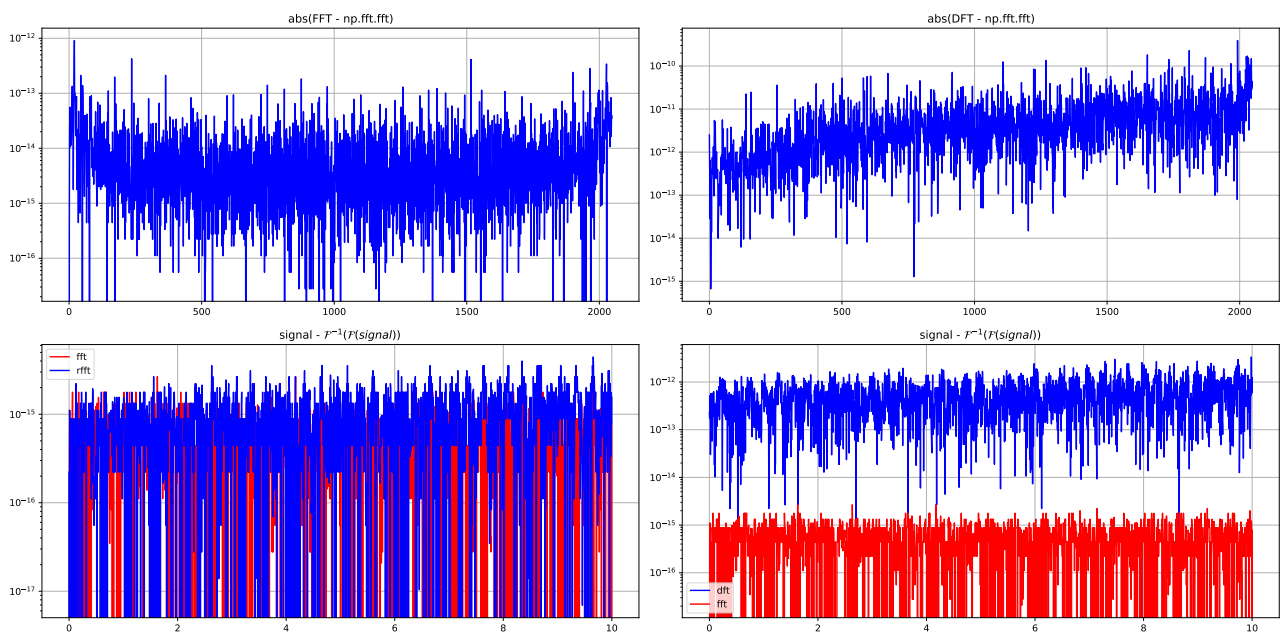 abs(FFT - np.fft.fft)
10⁻¹²
10⁻¹³
10⁻¹⁴
10⁻¹⁵
10⁻¹⁶
0 500 1000 1500 2000
abs(DFT - np.fft.fft)
10⁻¹⁰
10⁻¹¹
10⁻¹²
10⁻¹³
10⁻¹⁴
10⁻¹⁵
0 500 1000 1500 2000
signal - 𝓕⁻¹(𝓕(signal))
fft
rfft
10⁻¹⁵
10⁻¹⁶
10⁻¹⁷
0 2 4 6 8 10
signal - 𝓕⁻¹(𝓕(signal))
10⁻¹²
10⁻¹³
10⁻¹⁴
10⁻¹⁵
10⁻¹⁶
dft
fft
0 2 4 6 8 10